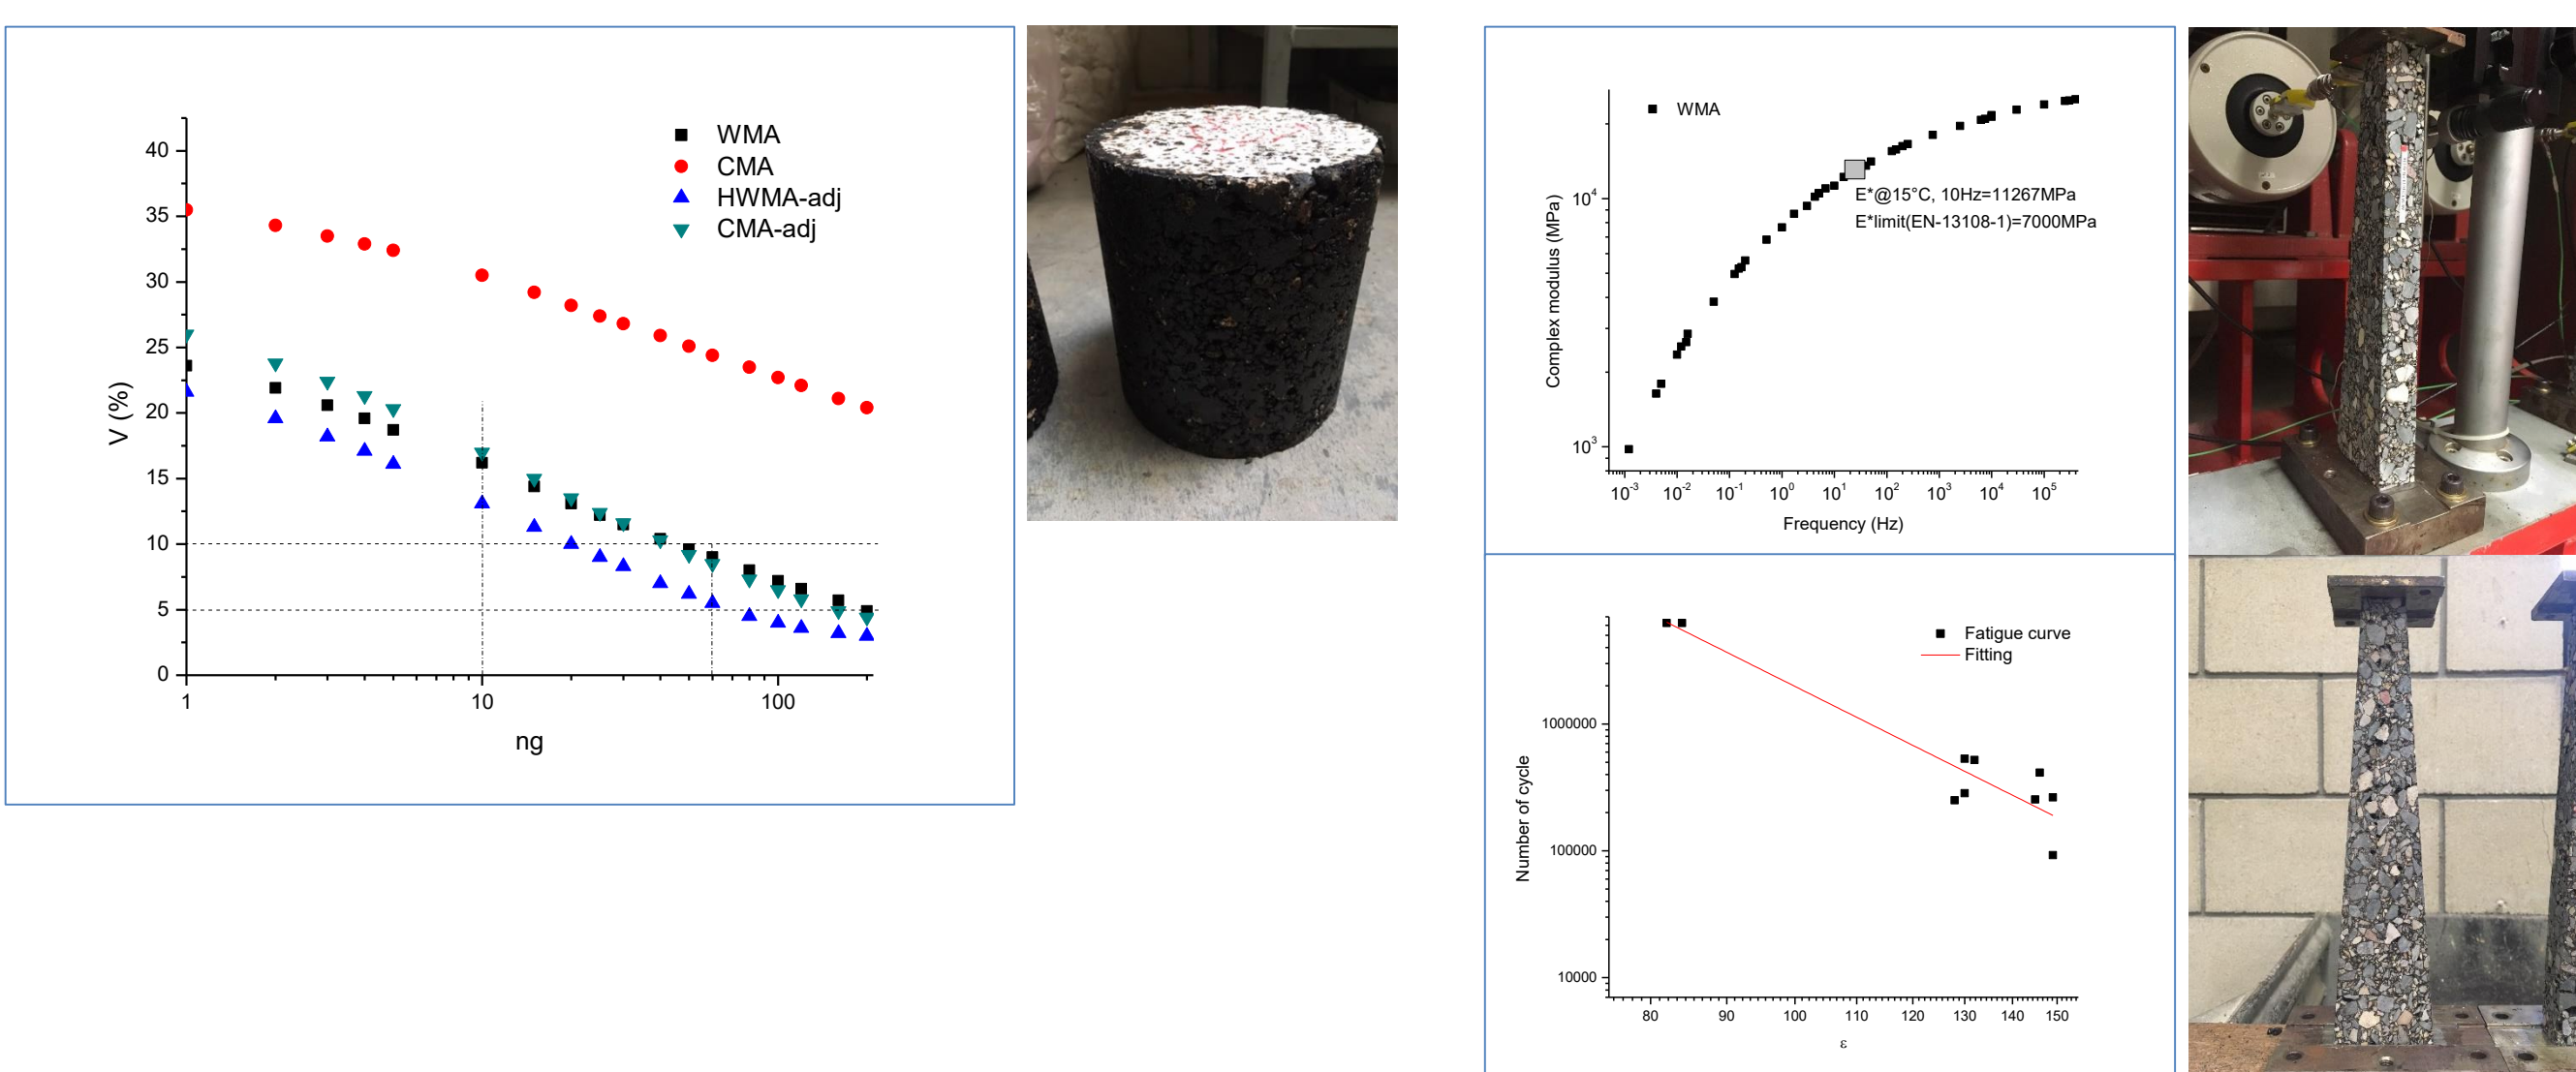 WMA
CMA
HWMA-adj
CMA-adj
40
35
30
25
20
15
10
5
0
V (%)
1
10
100
ng
WMA
E*@15°C, 10Hz=11267MPa
E*limit(EN-13108-1)=7000MPa
10⁴
10³
Complex modulus (MPa)
10⁻³
10⁻²
10⁻¹
10⁰
10¹
10²
10³
10⁴
10⁵
Frequency (Hz)
Fatigue curve
Fitting
1000000
100000
10000
Number of cycle
80
90
100
110
120
130
140
150
ε